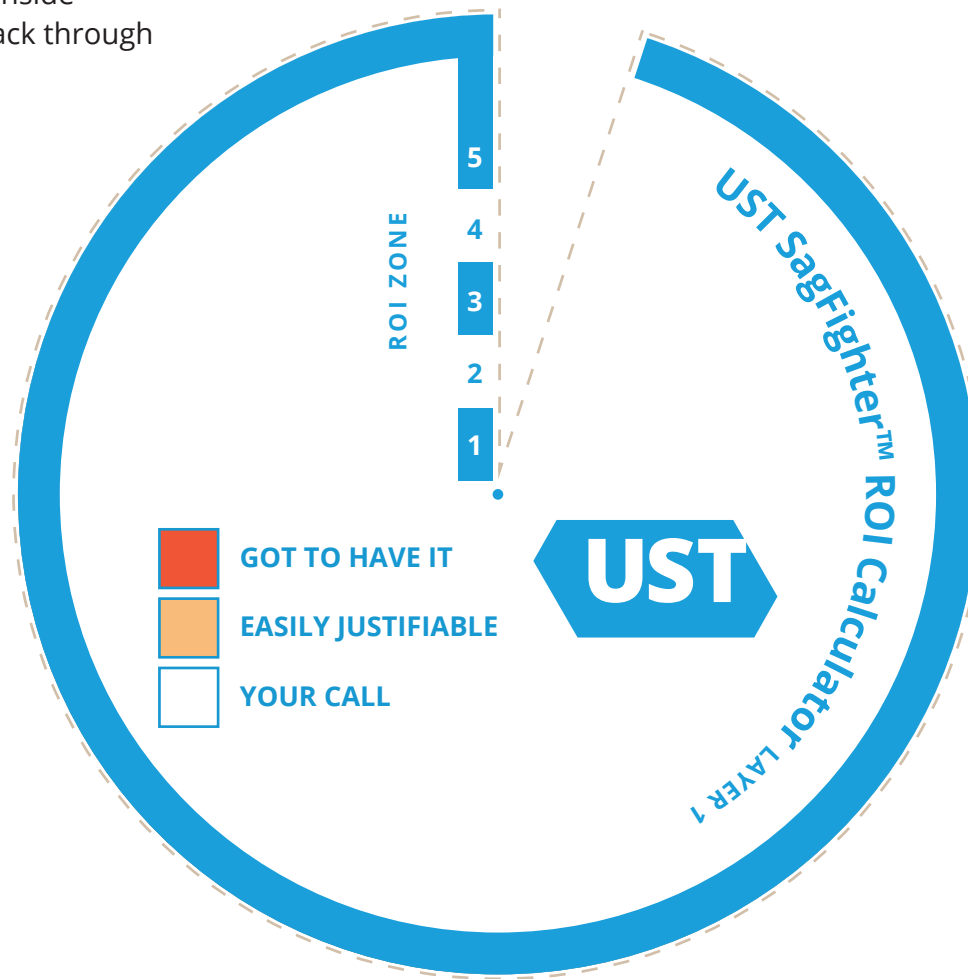 inside
ack through
5
4
3
2
1
ROI ZONE
UST SagFighter™ ROI Calculator LAYER 1
UST
GOT TO HAVE IT
EASILY JUSTIFIABLE
YOUR CALL